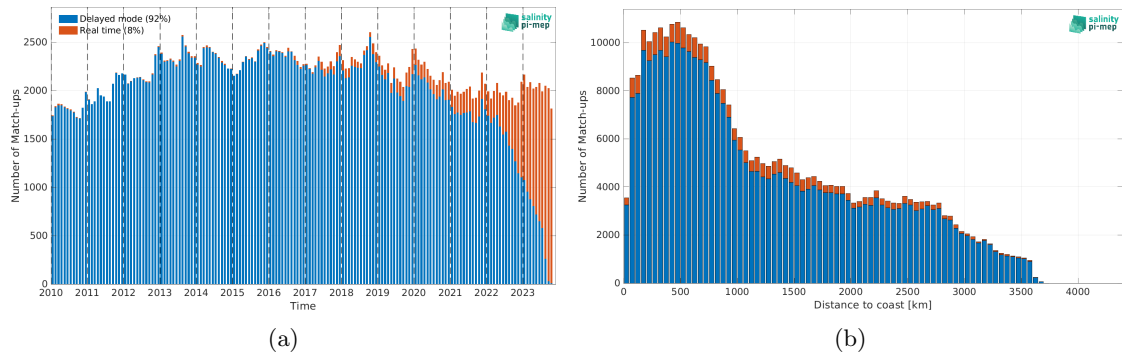 Delayed mode (92%)
Real time (8%)
salinity
pi-mep
Number of Match-ups
2500
2000
1500
1000
500
0
2010 2011 2012 2013 2014 2015 2016 2017 2018 2019 2020 2021 2022 2023
Time
(a)
salinity
pi-mep
Number of Match-ups
10000
8000
6000
4000
2000
0
0 500 1000 1500 2000 2500 3000 3500 4000
Distance to coast [km]
(b)